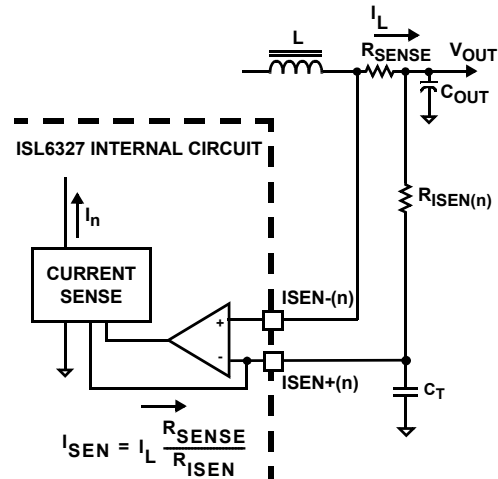 I_L
L
R_SENSE
V_OUT
C_OUT
ISL6327 INTERNAL CIRCUIT
R_ISEN(n)
I_n
CURRENT
SENSE
ISEN-(n)
+
-
ISEN+(n)
C_T
I_SEN = I_L R_SENSE / R_ISEN